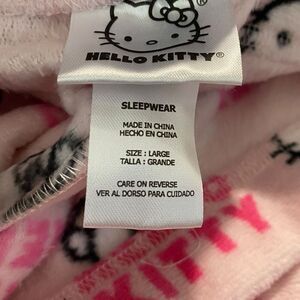 HELLO KITTY®
SLEEPWEAR
MADE IN CHINA
HECHO EN CHINA
SIZE : LARGE
TALLA : GRANDE
CARE ON REVERSE
VER AL DORSO PARA CUIDADO
KITTY